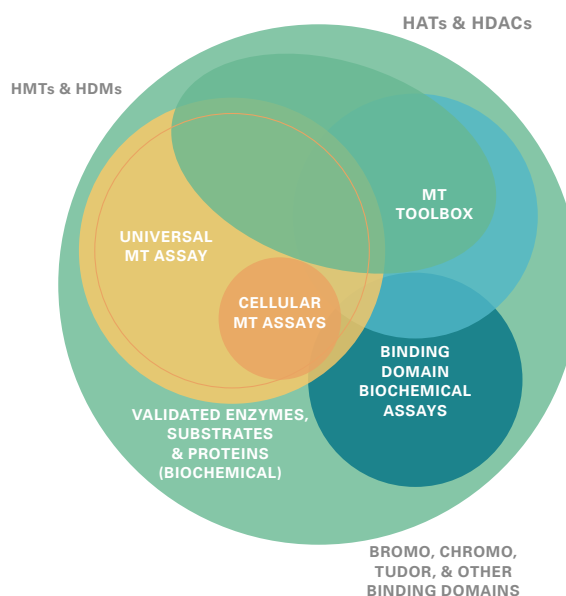 HATs & HDACs
HMTs & HDMs
MT
TOOLBOX
UNIVERSAL
MT ASSAY
CELLULAR
MT ASSAYS
BINDING
DOMAIN
BIOCHEMICAL
ASSAYS
VALIDATED ENZYMES,
SUBSTRATES
& PROTEINS
(BIOCHEMICAL)
BROMO, CHROMO,
TUDOR, & OTHER
BINDING DOMAINS